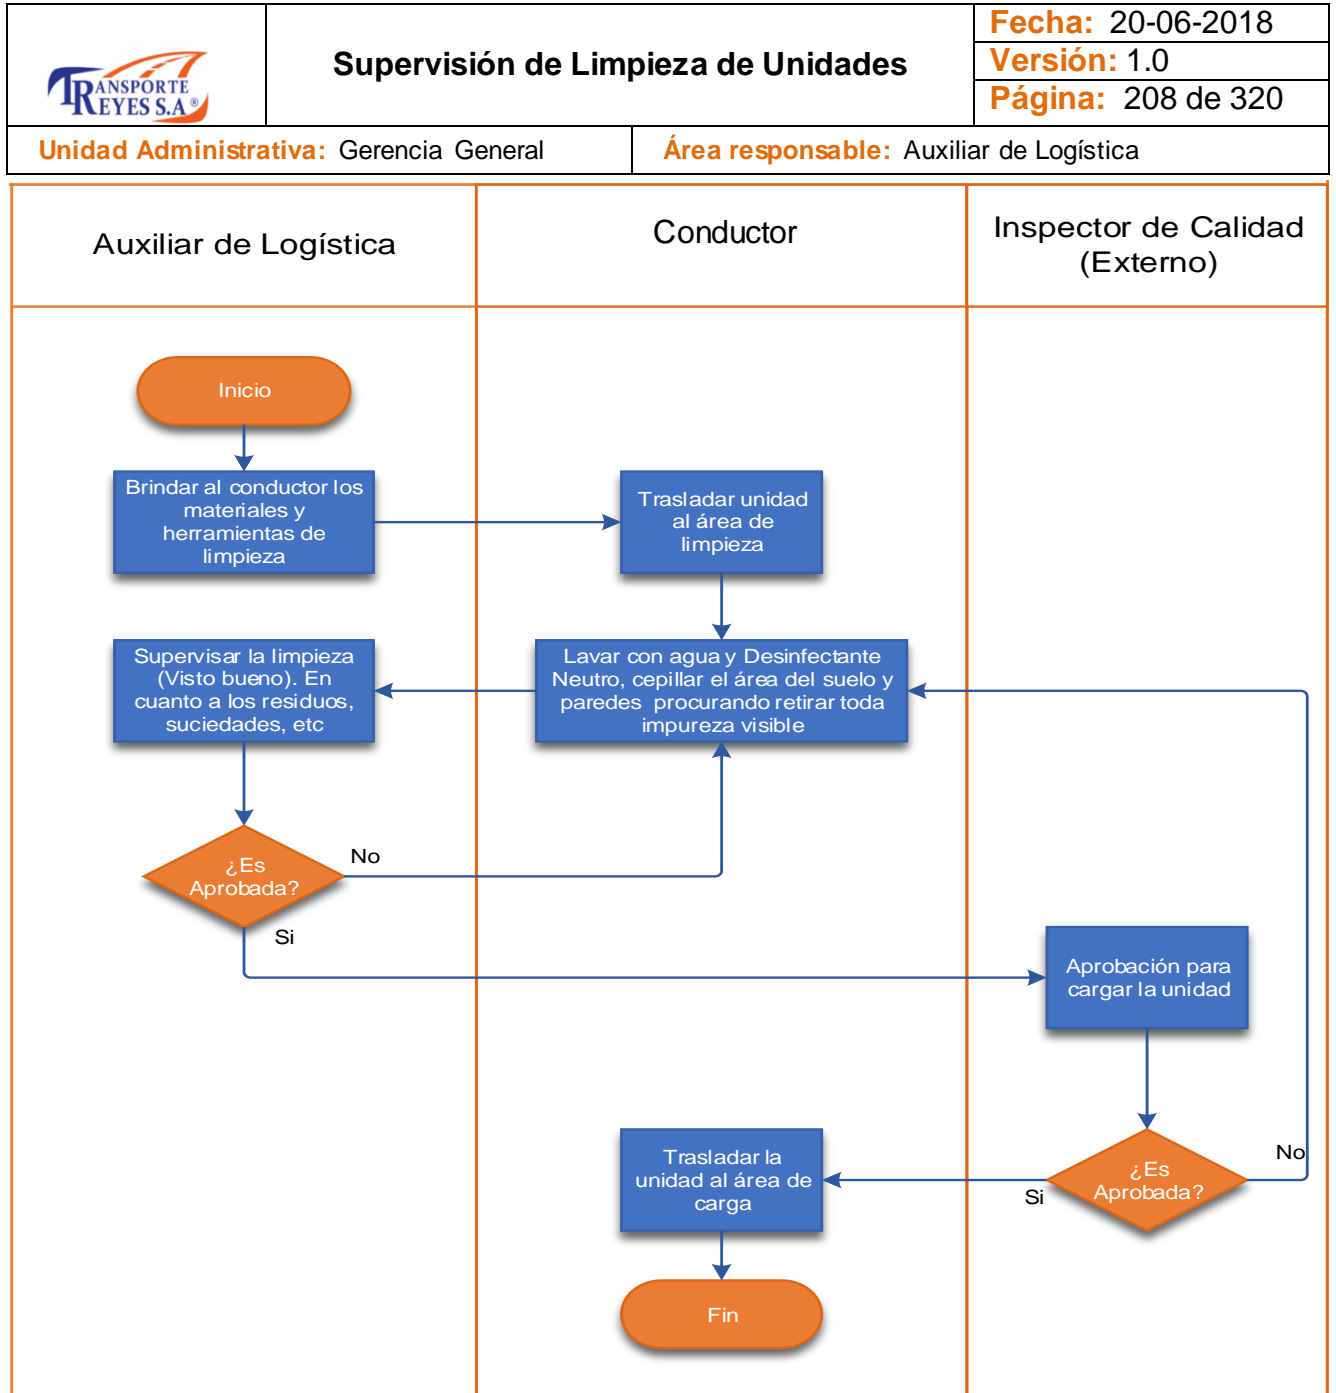 TRANSPORTE
REYES S.A ®
Supervisión de Limpieza de Unidades
Fecha: 20-06-2018
Versión: 1.0
Página: 208 de 320
Unidad Administrativa: Gerencia General
Área responsable: Auxiliar de Logística
Auxiliar de Logística
Conductor
Inspector de Calidad
(Externo)
Inicio
Brindar al conductor los
materiales y
herramientas de
limpieza
Trasladar unidad
al área de
limpieza
Supervisar la limpieza
(Visto bueno). En
cuanto a los residuos,
suciedades, etc
Lavar con agua y Desinfectante
Neutro, cepillar el área del suelo y
paredes procurando retirar toda
impureza visible
¿Es
Aprobada?
No
Si
Aprobación para
cargar la unidad
¿Es
Aprobada?
No
Si
Trasladar la
unidad al área de
carga
Fin